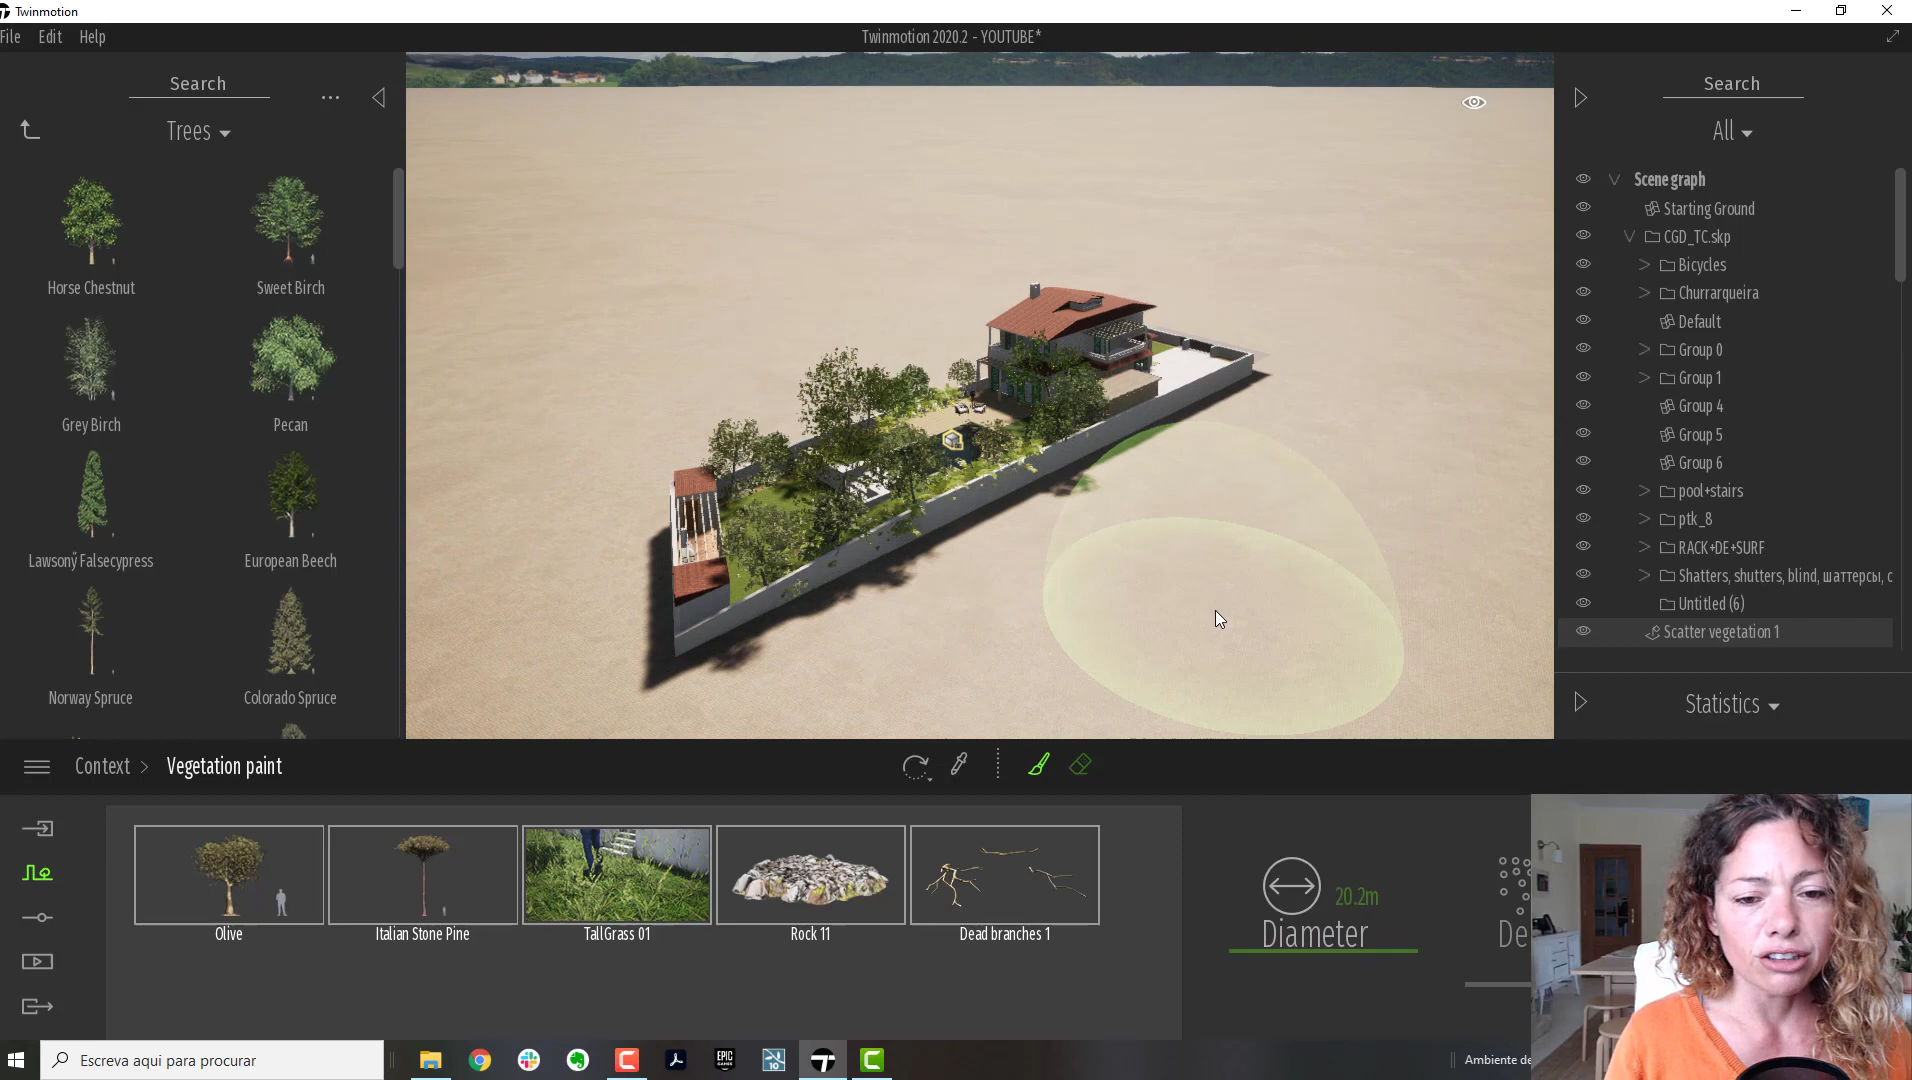 Twinmotion
File Edit Help
Twinmotion 2020.2 - YOUTUBE*
Search
...
Trees
Horse Chestnut
Sweet Birch
Grey Birch
Pecan
Lawsonÿ Falsecypress
European Beech
Norway Spruce
Colorado Spruce
Search
All
Scene graph
Starting Ground
CGD_TC.skp
Bicycles
Churrarqueira
Default
Group 0
Group 1
Group 4
Group 5
Group 6
pool+stairs
ptk_8
RACK+DE+SURF
Shatters, shutters, blind, шаттерсы, с
Untitled (6)
Scatter vegetation 1
Statistics
Context > Vegetation paint
Olive
Italian Stone Pine
TallGrass 01
Rock 11
Dead branches 1
20.2m
Diameter
De
Escreva aqui para procurar
EPIC
GAMES
10
Ambiente de